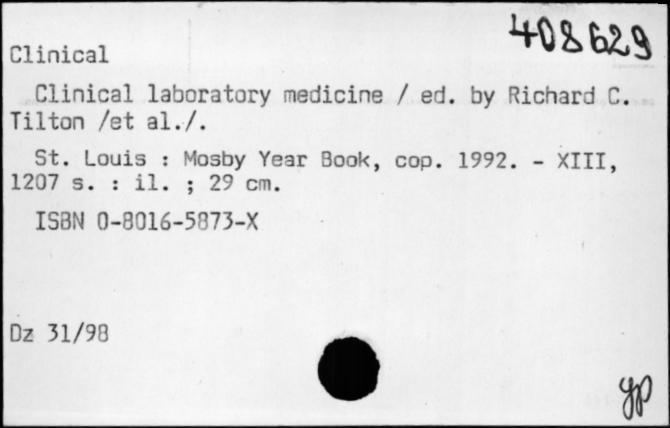 408629
Clinical
Clinical laboratory medicine / ed. by Richard C.
Tilton /et al./.
St. Louis : Mosby Year Book, cop. 1992. - XIII,
1207 s. : il. ; 29 cm.
ISBN 0-8016-5873-X
Dz 31/98